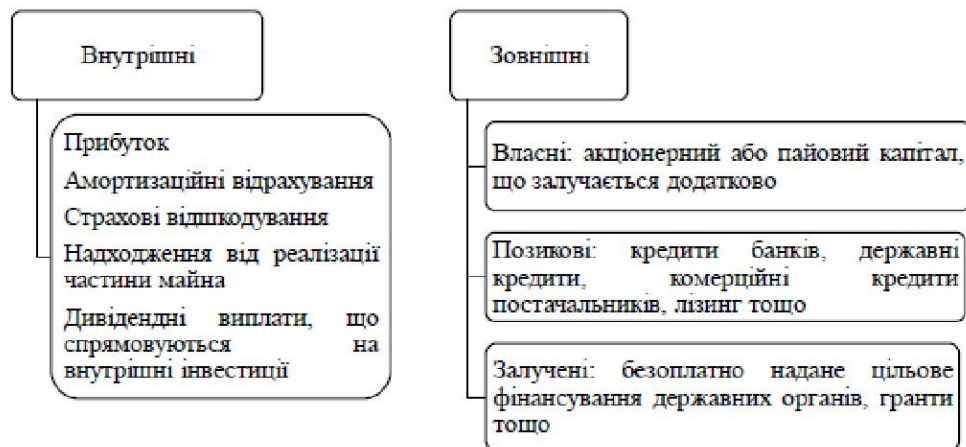 Внутрішні
Прибуток
Амортизаційні відрахування
Страхові відшкодування
Надходження від реалізації
частини майна
Дивідендні виплати, що
спрямовуються на
внутрішні інвестиції
Зовнішні
Власні: акціонерний або пайовий капітал,
що залучається додатково
Позикові: кредити банків, державні
кредити, комерційні кредити
постачальників, лізинг тощо
Залучені: безоплатно надане цільове
фінансування державних органів, гранти
тощо